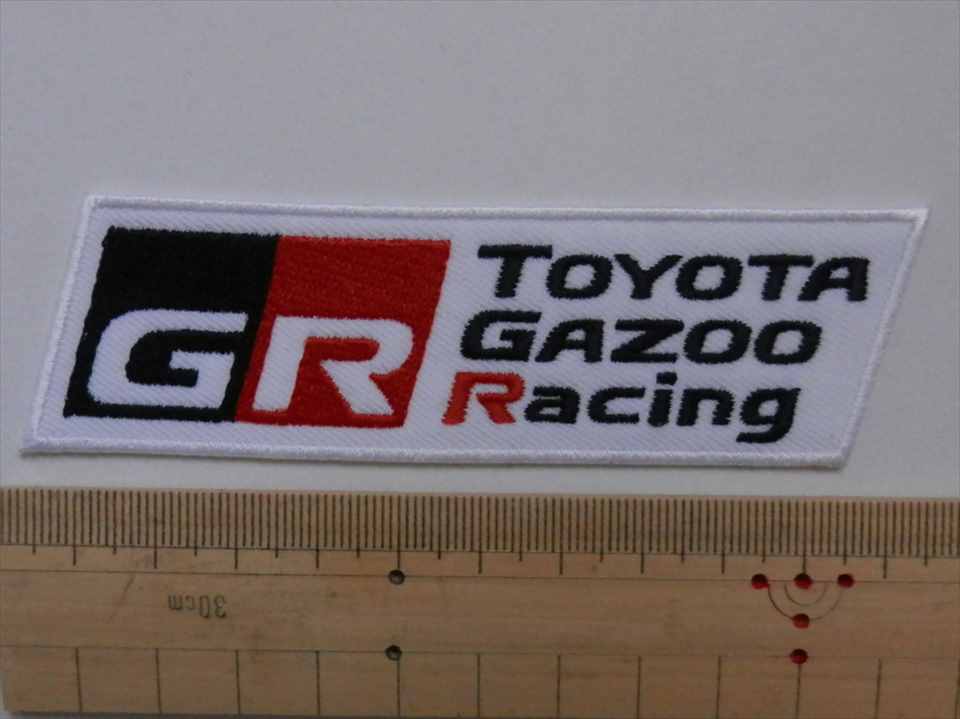 GR
TOYOTA
GAZOO
Racing
30cm